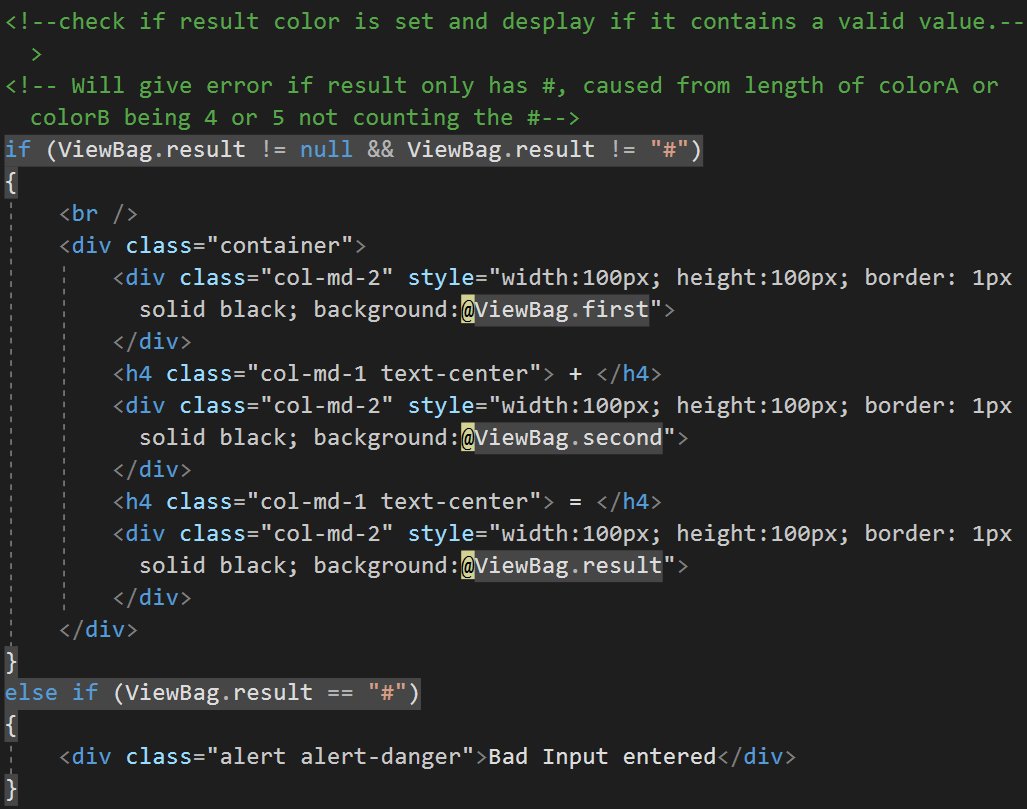 <!--check if result color is set and desplay if it contains a valid value.--
>
<!-- Will give error if result only has #, caused from length of colorA or
colorB being 4 or 5 not counting the #-->
if (ViewBag.result != null && ViewBag.result != "#")
{
<br />
<div class="container">
<div class="col-md-2" style="width:100px; height:100px; border: 1px
solid black; background:@ViewBag.first">
</div>
<h4 class="col-md-1 text-center"> + </h4>
<div class="col-md-2" style="width:100px; height:100px; border: 1px
solid black; background:@ViewBag.second">
</div>
<h4 class="col-md-1 text-center"> = </h4>
<div class="col-md-2" style="width:100px; height:100px; border: 1px
solid black; background:@ViewBag.result">
</div>
</div>
}
else if (ViewBag.result == "#")
{
<div class="alert alert-danger">Bad Input entered</div>
}